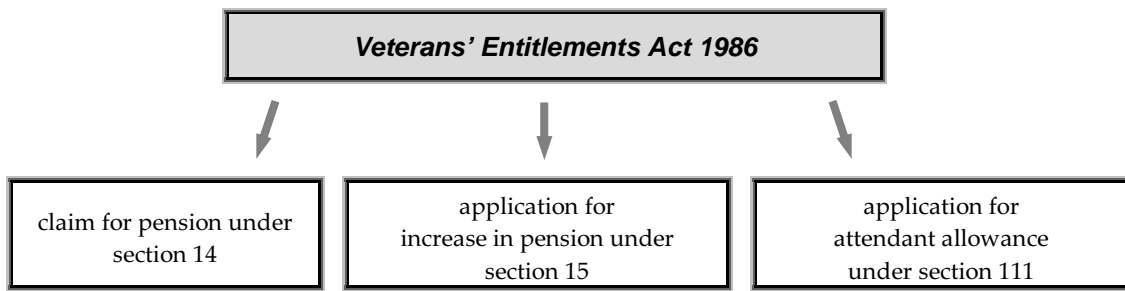 Veterans’ Entitlements Act 1986
claim for pension under
section 14
application for
increase in pension under
section 15
application for
attendant allowance
under section 111